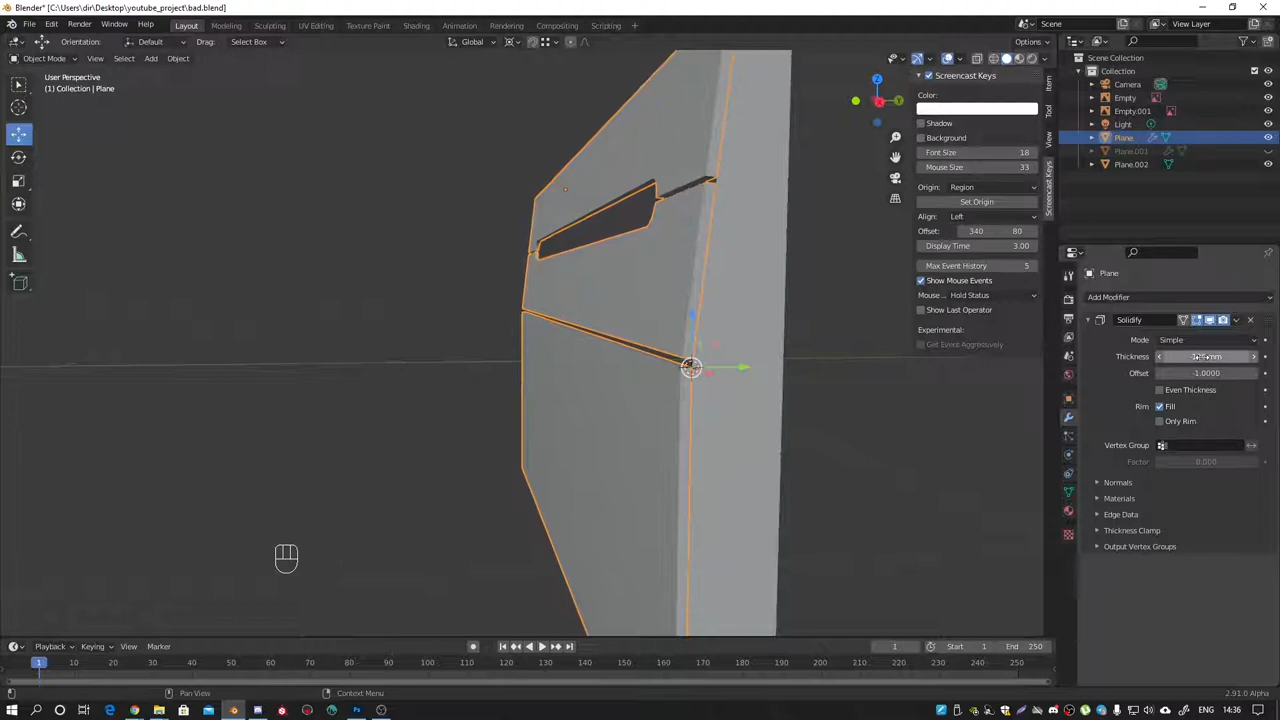 Blender* [C:\Users\dir\Desktop\youtube_project\bad.blend]
File Edit Render Window Help Layout Modeling Sculpting UV Editing Texture Paint Shading Animation Rendering Compositing Scripting Scene View Layer
Orientation: Default Drag: Select Box Global Options
Object Mode View Select Add Object
User Perspective
(1) Collection | Plane
Screencast Keys
Color:
Shadow
Background
Font Size 18
Mouse Size 33
Origin: Region
Set Origin
Align: Left
Offset: 340 80
Display Time 3.00
Max Event History 5
Show Mouse Events
Mouse ... Hold Status
Show Last Operator
Experimental:
Get Event Aggressively
Item
Tool
View
Screencast Keys
Z
Y
X
Scene Collection
Collection
Camera
Empty
Empty.001
Light
Plane
Plane.001
Plane.002
Plane
Add Modifier
Solidify
Mode Simple
Thickness
Offset -1.0000
Even Thickness
Rim Fill
Only Rim
Vertex Group
Factor 0.000
Normals
Materials
Edge Data
Thickness Clamp
Output Vertex Groups
Playback Keying View Marker 1 Start 1 End 250
1 10 20 30 40 50 60 70 80 90 100 110 120 130 140 150 160 170 180 190 200 210 220 230 240 250
Pan View Context Menu 2.91.0 Alpha
ENG 14:36